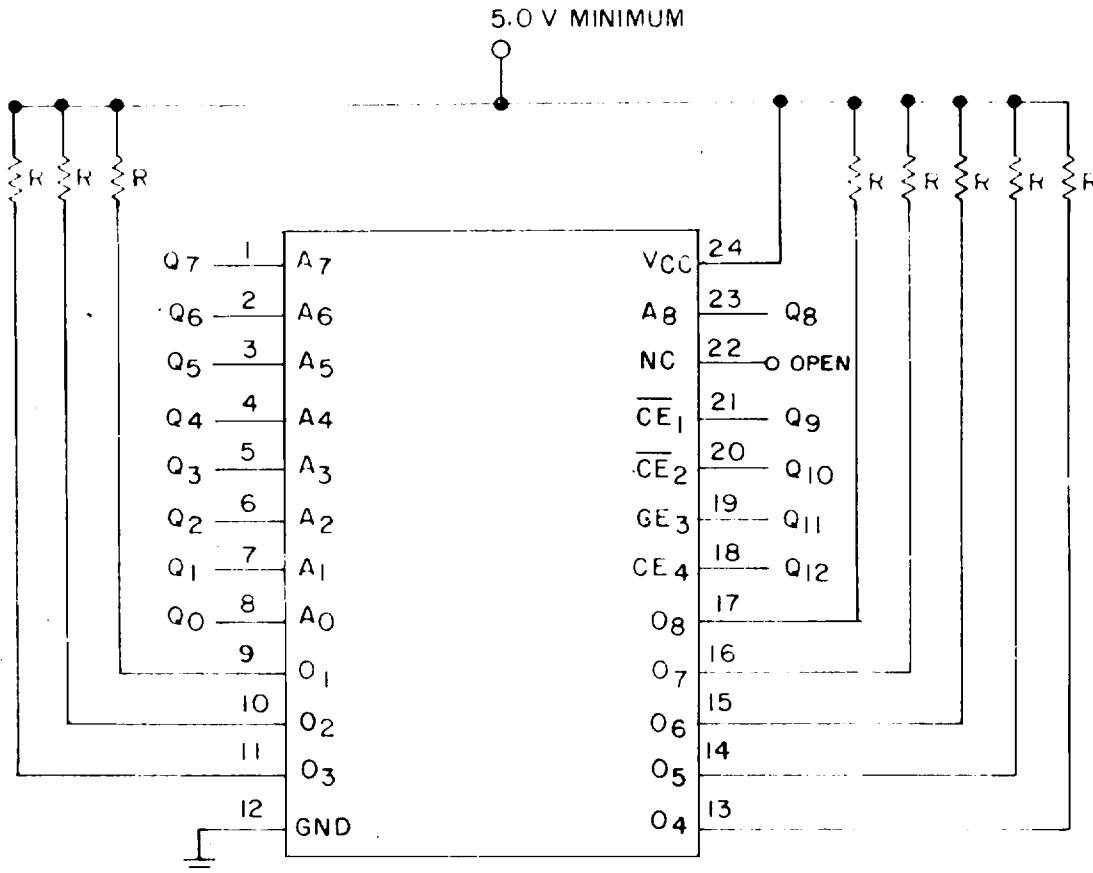 5.0 V MINIMUM
R R R R R R R R
Q7 1 A7 VCC 24
Q6 2 A6 A8 23 Q8
Q5 3 A5 NC 22 OPEN
Q4 4 A4 CE1 21 Q9
Q3 5 A3 CE2 20 Q10
Q2 6 A2 GE3 19 Q11
Q1 7 A1 CE4 18 Q12
Q0 8 A0 O8 17
9 O1 O7 16
10 O2 O6 15
11 O3 O5 14
12 GND O4 13